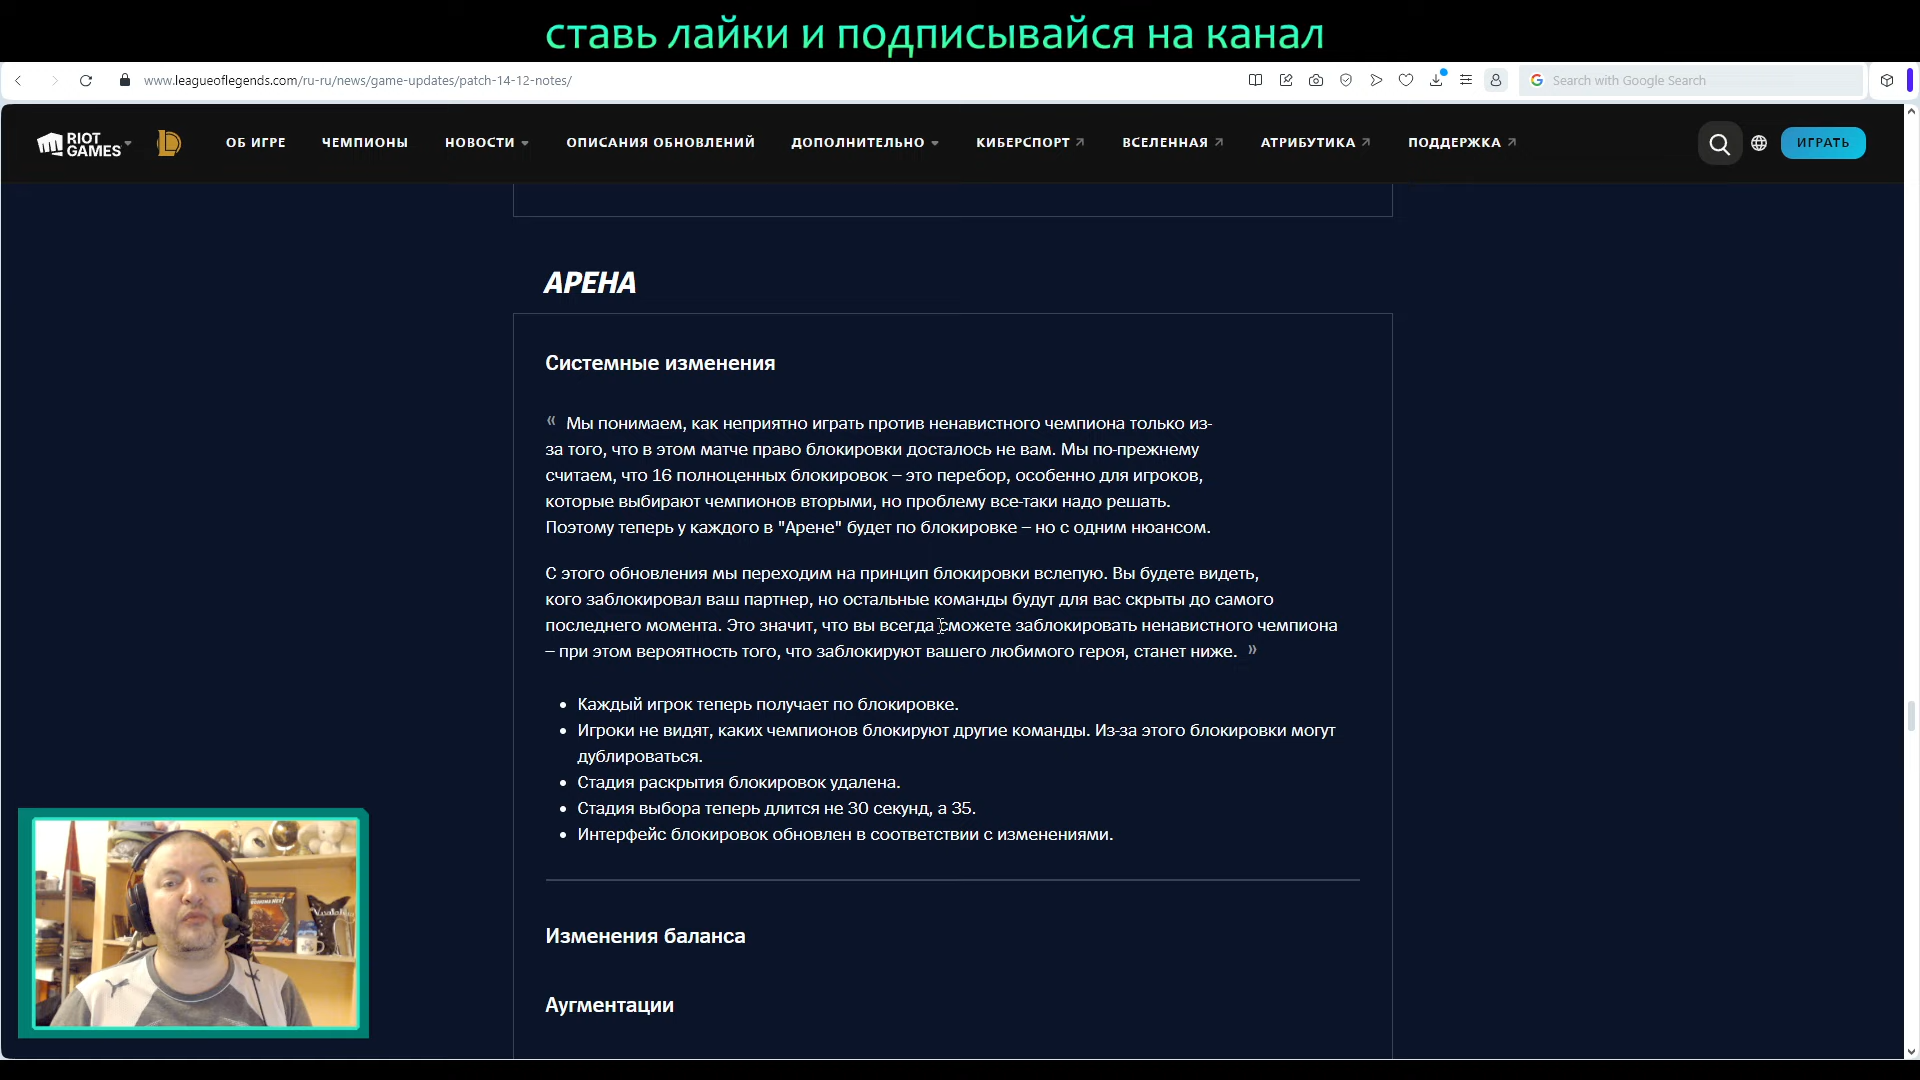 ставь лайки и подписывайся на канал
www.leagueoflegends.com/ru-ru/news/game-updates/patch-14-12-notes/
Search with Google Search
RIOT GAMES
ОБ ИГРЕ ЧЕМПИОНЫ НОВОСТИ ОПИСАНИЯ ОБНОВЛЕНИЙ ДОПОЛНИТЕЛЬНО КИБЕРСПОРТ ВСЕЛЕННАЯ АТРИБУТИКА ПОДДЕРЖКА ИГРАТЬ
АРЕНА
Системные изменения
« Мы понимаем, как неприятно играть против ненавистного чемпиона только из-
за того, что в этом матче право блокировки досталось не вам. Мы по-прежнему
считаем, что 16 полноценных блокировок – это перебор, особенно для игроков,
которые выбирают чемпионов вторыми, но проблему все-таки надо решать.
Поэтому теперь у каждого в "Арене" будет по блокировке – но с одним нюансом.
С этого обновления мы переходим на принцип блокировки вслепую. Вы будете видеть,
кого заблокировал ваш партнер, но остальные команды будут для вас скрыты до самого
последнего момента. Это значит, что вы всегда сможете заблокировать ненавистного чемпиона
– при этом вероятность того, что заблокируют вашего любимого героя, станет ниже. »
• Каждый игрок теперь получает по блокировке.
• Игроки не видят, каких чемпионов блокируют другие команды. Из-за этого блокировки могут
дублироваться.
• Стадия раскрытия блокировок удалена.
• Стадия выбора теперь длится не 30 секунд, а 35.
• Интерфейс блокировок обновлен в соответствии с изменениями.
Изменения баланса
Аугментации